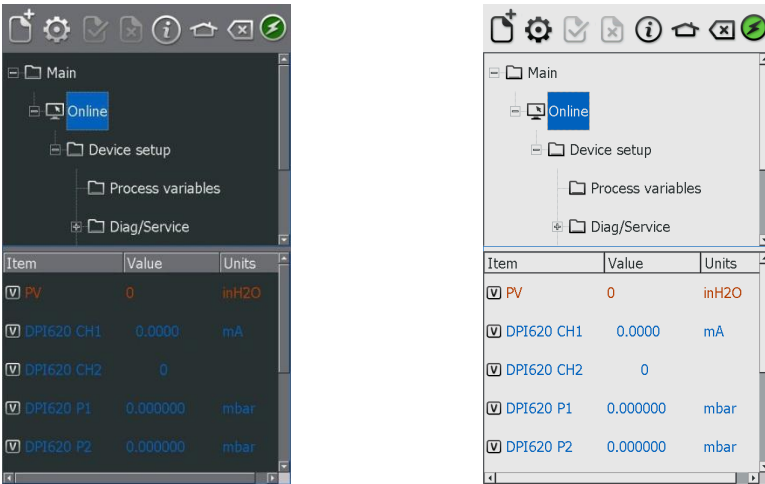 Main
Online
Device setup
Process variables
Diag/Service
Item Value Units
V PV 0 inH2O
V DPI620 CH1 0.0000 mA
V DPI620 CH2 0
V DPI620 P1 0.000000 mbar
V DPI620 P2 0.000000 mbar
Main
Online
Device setup
Process variables
Diag/Service
Item Value Units
V PV 0 inH2O
V DPI620 CH1 0.0000 mA
V DPI620 CH2 0
V DPI620 P1 0.000000 mbar
V DPI620 P2 0.000000 mbar